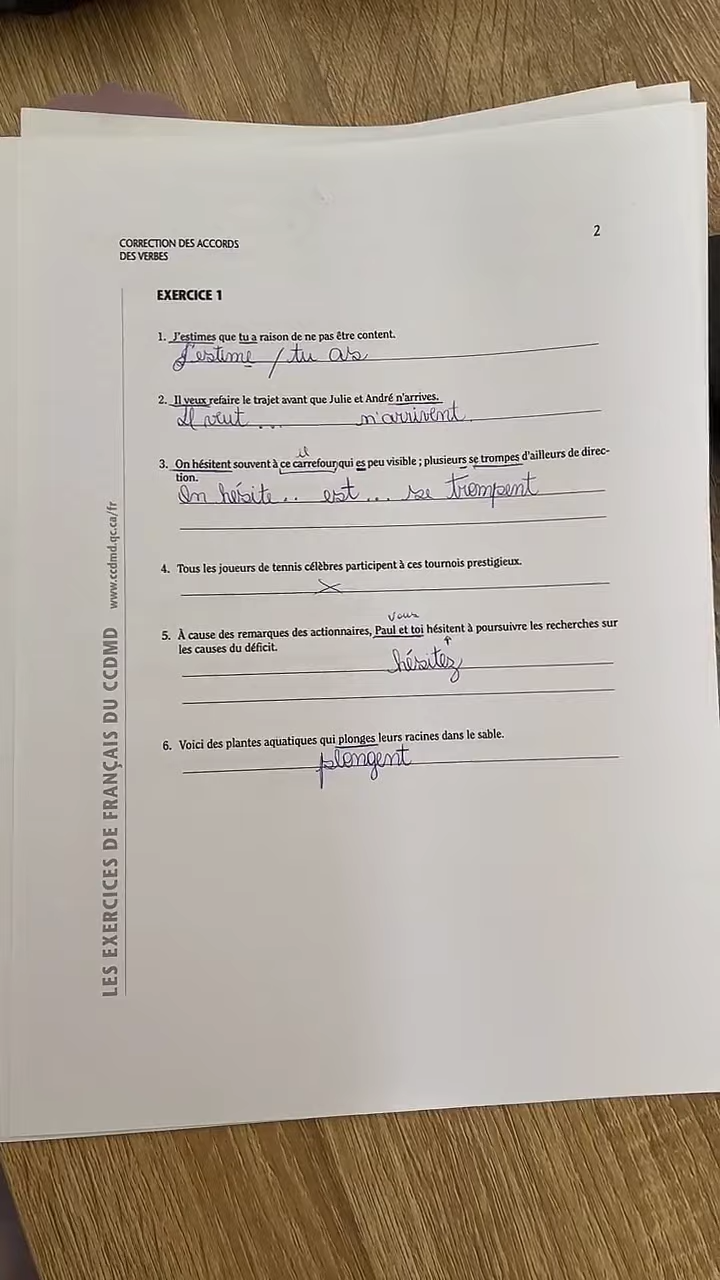 2
CORRECTION DES ACCORDS
DES VERBES
EXERCICE 1
1. J'estimes que tu a raison de ne pas être content.
J'estime / tu as
2. Il veux refaire le trajet avant que Julie et André n'arrives.
Il veut ... n'arrivent
il
3. On hésitent souvent à ce carrefour qui es peu visible ; plusieurs se trompes d'ailleurs de direc-
tion.
On hésite .. est ... se trompent
4. Tous les joueurs de tennis célèbres participent à ces tournois prestigieux.
X
vous
5. À cause des remarques des actionnaires, Paul et toi hésitent à poursuivre les recherches sur
les causes du déficit.
hésitez
6. Voici des plantes aquatiques qui plonges leurs racines dans le sable.
plongent
LES EXERCICES DE FRANÇAIS DU CCDMD www.ccdmd.qc.ca/fr